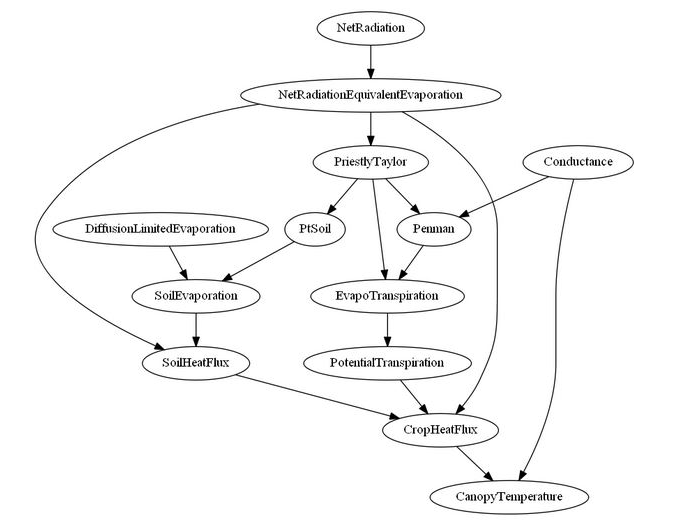 NetRadiation
NetRadiationEquivalentEvaporation
PriestlyTaylor
Conductance
DiffusionLimitedEvaporation
PtSoil
Penman
SoilEvaporation
EvapoTranspiration
SoilHeatFlux
PotentialTranspiration
CropHeatFlux
CanopyTemperature